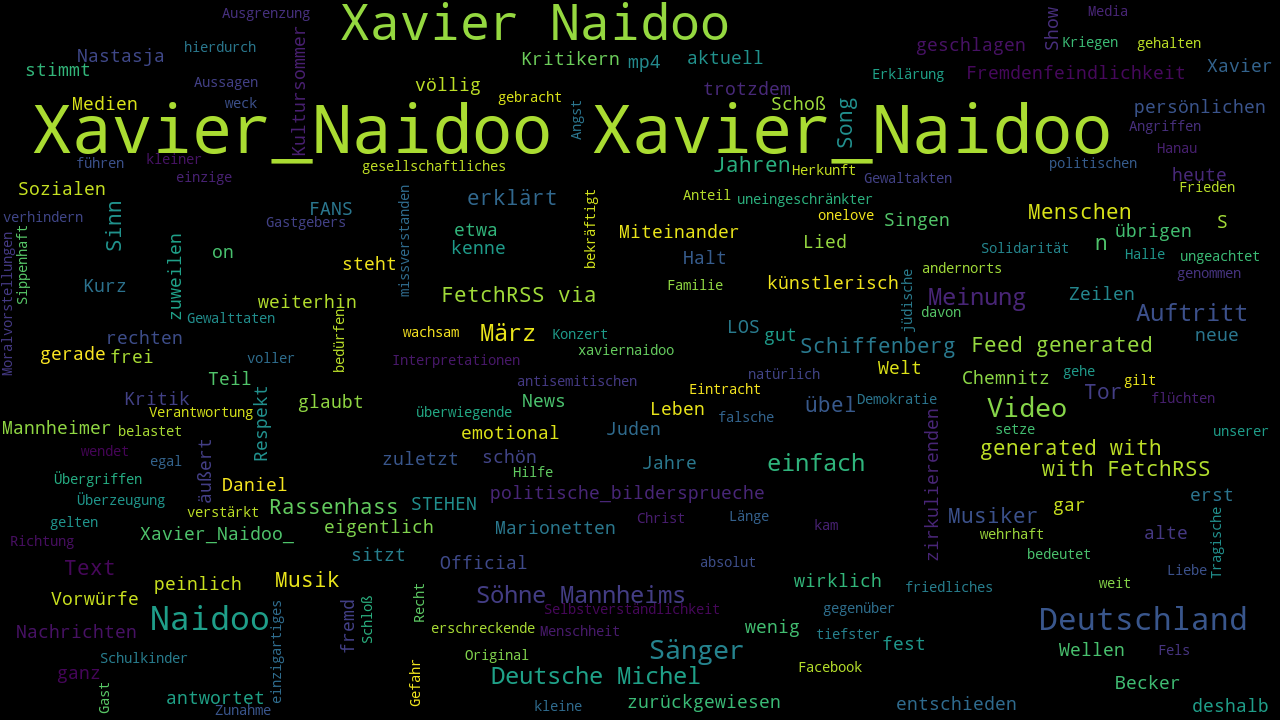 Xavier Naidoo
Ausgrenzung
Media
Show
Kriegen
gehalten
geschlagen
hierdurch
Nastasja
Kultursommer
Kritikern
mp4
aktuell
stimmt
Aussagen
völlig
trotzdem
Erklärung
Fremdenfeindlichkeit
Xavier
Medien
weck
gebracht
Angst
Schoß
Song
persönlichen
Xavier_Naidoo
Xavier_Naidoo
Angriffen
Hanau
führen
kleiner
einzige
gesellschaftliches
Jahren
Herkunft
Gewaltakten
politischen
heute
Frieden
Sozialen
verhindern
Sinn
FANS
Gastgebers
missverstanden
erklärt
etwa
kenne
bekräftigt
Anteil
uneingeschränkter
onelove
Singen
Menschen
übrigen
S
n
Miteinander
Lied
Solidarität
Halle
ungeachtet
Moralvorstellungen
Sippenhaft
zuweilen
on
steht
Halt
andernorts
genommen
Kurz
weiterhin
FetchRSS via
Familie
künstlerisch
jüdische
Meinung
Zeilen
davon
Auftritt
Gewalttaten
bedürfen
wachsam
März
Konzert
LOS
gut
neue
rechten
gerade
frei
voller
Interpretationen
xaviernaidoo
Schiffenberg
Feed generated
Teil
antisemitischen
natürlich
Welt
Chemnitz
gehe
gilt
Kritik
Respekt
glaubt
überwiegende
News
Eintracht
Leben
falsche
übel
Demokratie
Tor
flüchten
Verantwortung
Mannheimer
belastet
emotional
Juden
zirkulierenden
Video
setze
unserer
wendet
egal
äußert
zuletzt
schön
Hilfe
Jahre
einfach
generated with
with FetchRSS
Übergriffen
Daniel
Überzeugung
verstärkt
Rassenhass
STEHEN
politische_bildersprueche
erst
gelten
Xavier_Naidoo_
eigentlich
Marionetten
Christ
Länge
kam
Musiker
gar
wehrhaft
alte
Tragische
Richtung
sitzt
Official
absolut
bedeutet
Text
peinlich
Musik
wirklich
friedliches
weit
Liebe
Vorwürfe
Söhne Mannheims
Selbstverständlichkeit
gegenüber
Naidoo
einzigartiges
fremd
Schloß
Recht
erschreckende
Menschheit
wenig
tiefster
fest
Deutschland
Nachrichten
Schulkinder
Original
Sänger
Facebook
Wellen
Fels
ganz
Gast
antwortet
Zunahme
Gefahr
Deutsche Michel
kleine
zurückgewiesen
entschieden
Becker
deshalb